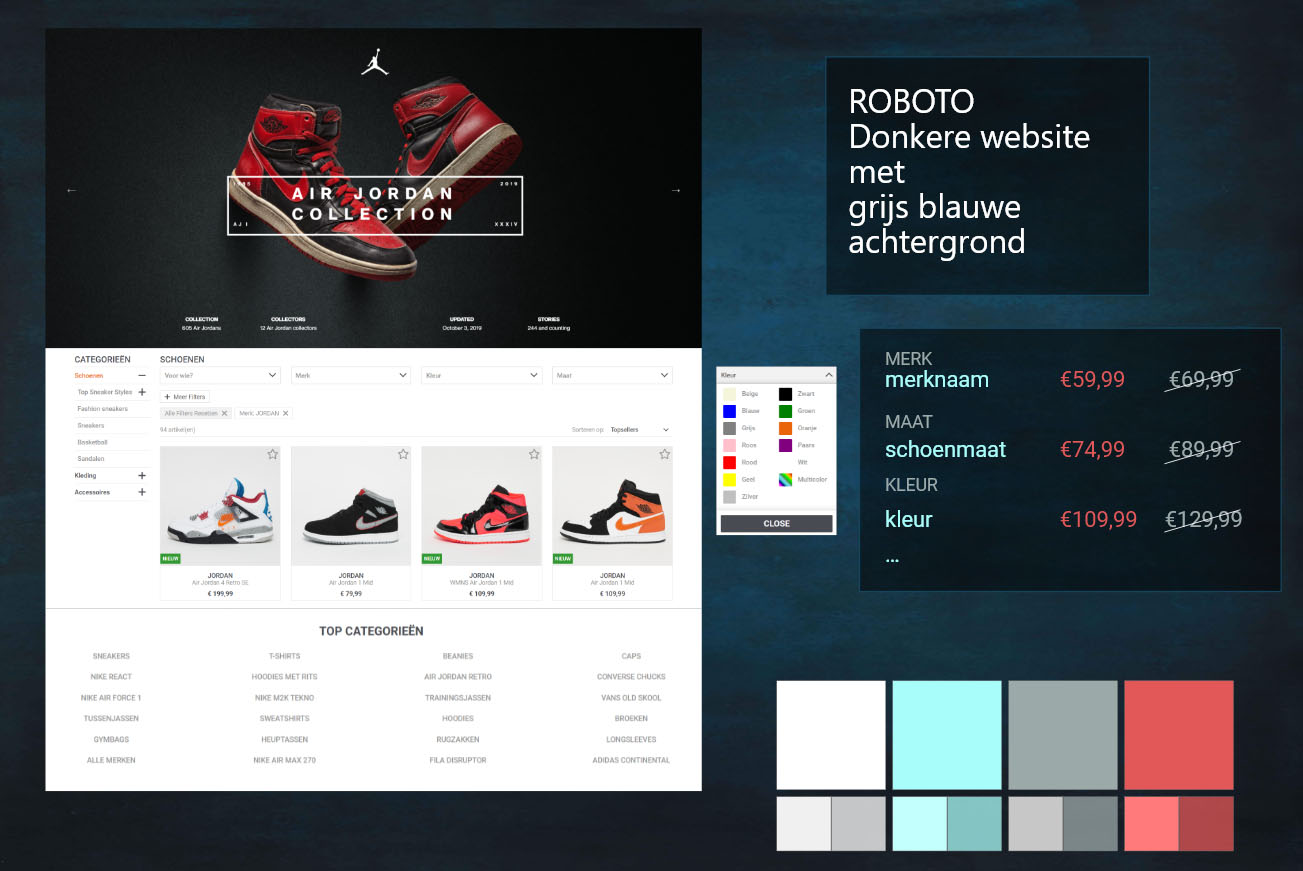 1985
2019
AIR JORDAN
COLLECTION
AJ I
XXXIV
←
→
COLLECTION
605 Air Jordans
COLLECTORS
12 Air Jordan collectors
UPDATED
October 3, 2019
STORIES
244 and counting
CATEGORIEËN
Schoenen
Top Sneaker Styles
Fashion sneakers
Sneakers
Basketball
Sandalen
Kleding
Accessoires
SCHOENEN
Voor wie?
Merk
Kleur
Maat
+ Meer Filters
Alle Filters Resetten X
Merk: JORDAN X
94 artikel(en)
Sorteren op: Topsellers
NIEUW
JORDAN
Air Jordan 4 Retro SE
€ 199,99
JORDAN
Air Jordan 1 Mid
€ 79,99
NIEUW
JORDAN
WMNS Air Jordan 1 Mid
€ 109,99
NIEUW
JORDAN
Air Jordan 1 Mid
€ 109,99
TOP CATEGORIEËN
SNEAKERS
T-SHIRTS
BEANIES
CAPS
NIKE REACT
HOODIES MET RITS
AIR JORDAN RETRO
CONVERSE CHUCKS
NIKE AIR FORCE 1
NIKE M2K TEKNO
TRAININGSJASSEN
VANS OLD SKOOL
TUSSENJASSEN
SWEATSHIRTS
HOODIES
BROEKEN
GYMBAGS
HEUPTASSEN
RUGZAKKEN
LONGSLEEVES
ALLE MERKEN
NIKE AIR MAX 270
FILA DISRUPTOR
ADIDAS CONTINENTAL
Kleur
Beige
Zwart
Blauw
Groen
Grijs
Oranje
Roos
Paars
Rood
Wit
Geel
Multicolor
Zilver
CLOSE
ROBOTO
Donkere website
met
grijs blauwe
achtergrond
MERK
merknaam
€59,99
€69,99
MAAT
schoenmaat
€74,99
€89,99
KLEUR
kleur
€109,99
€129,99
...